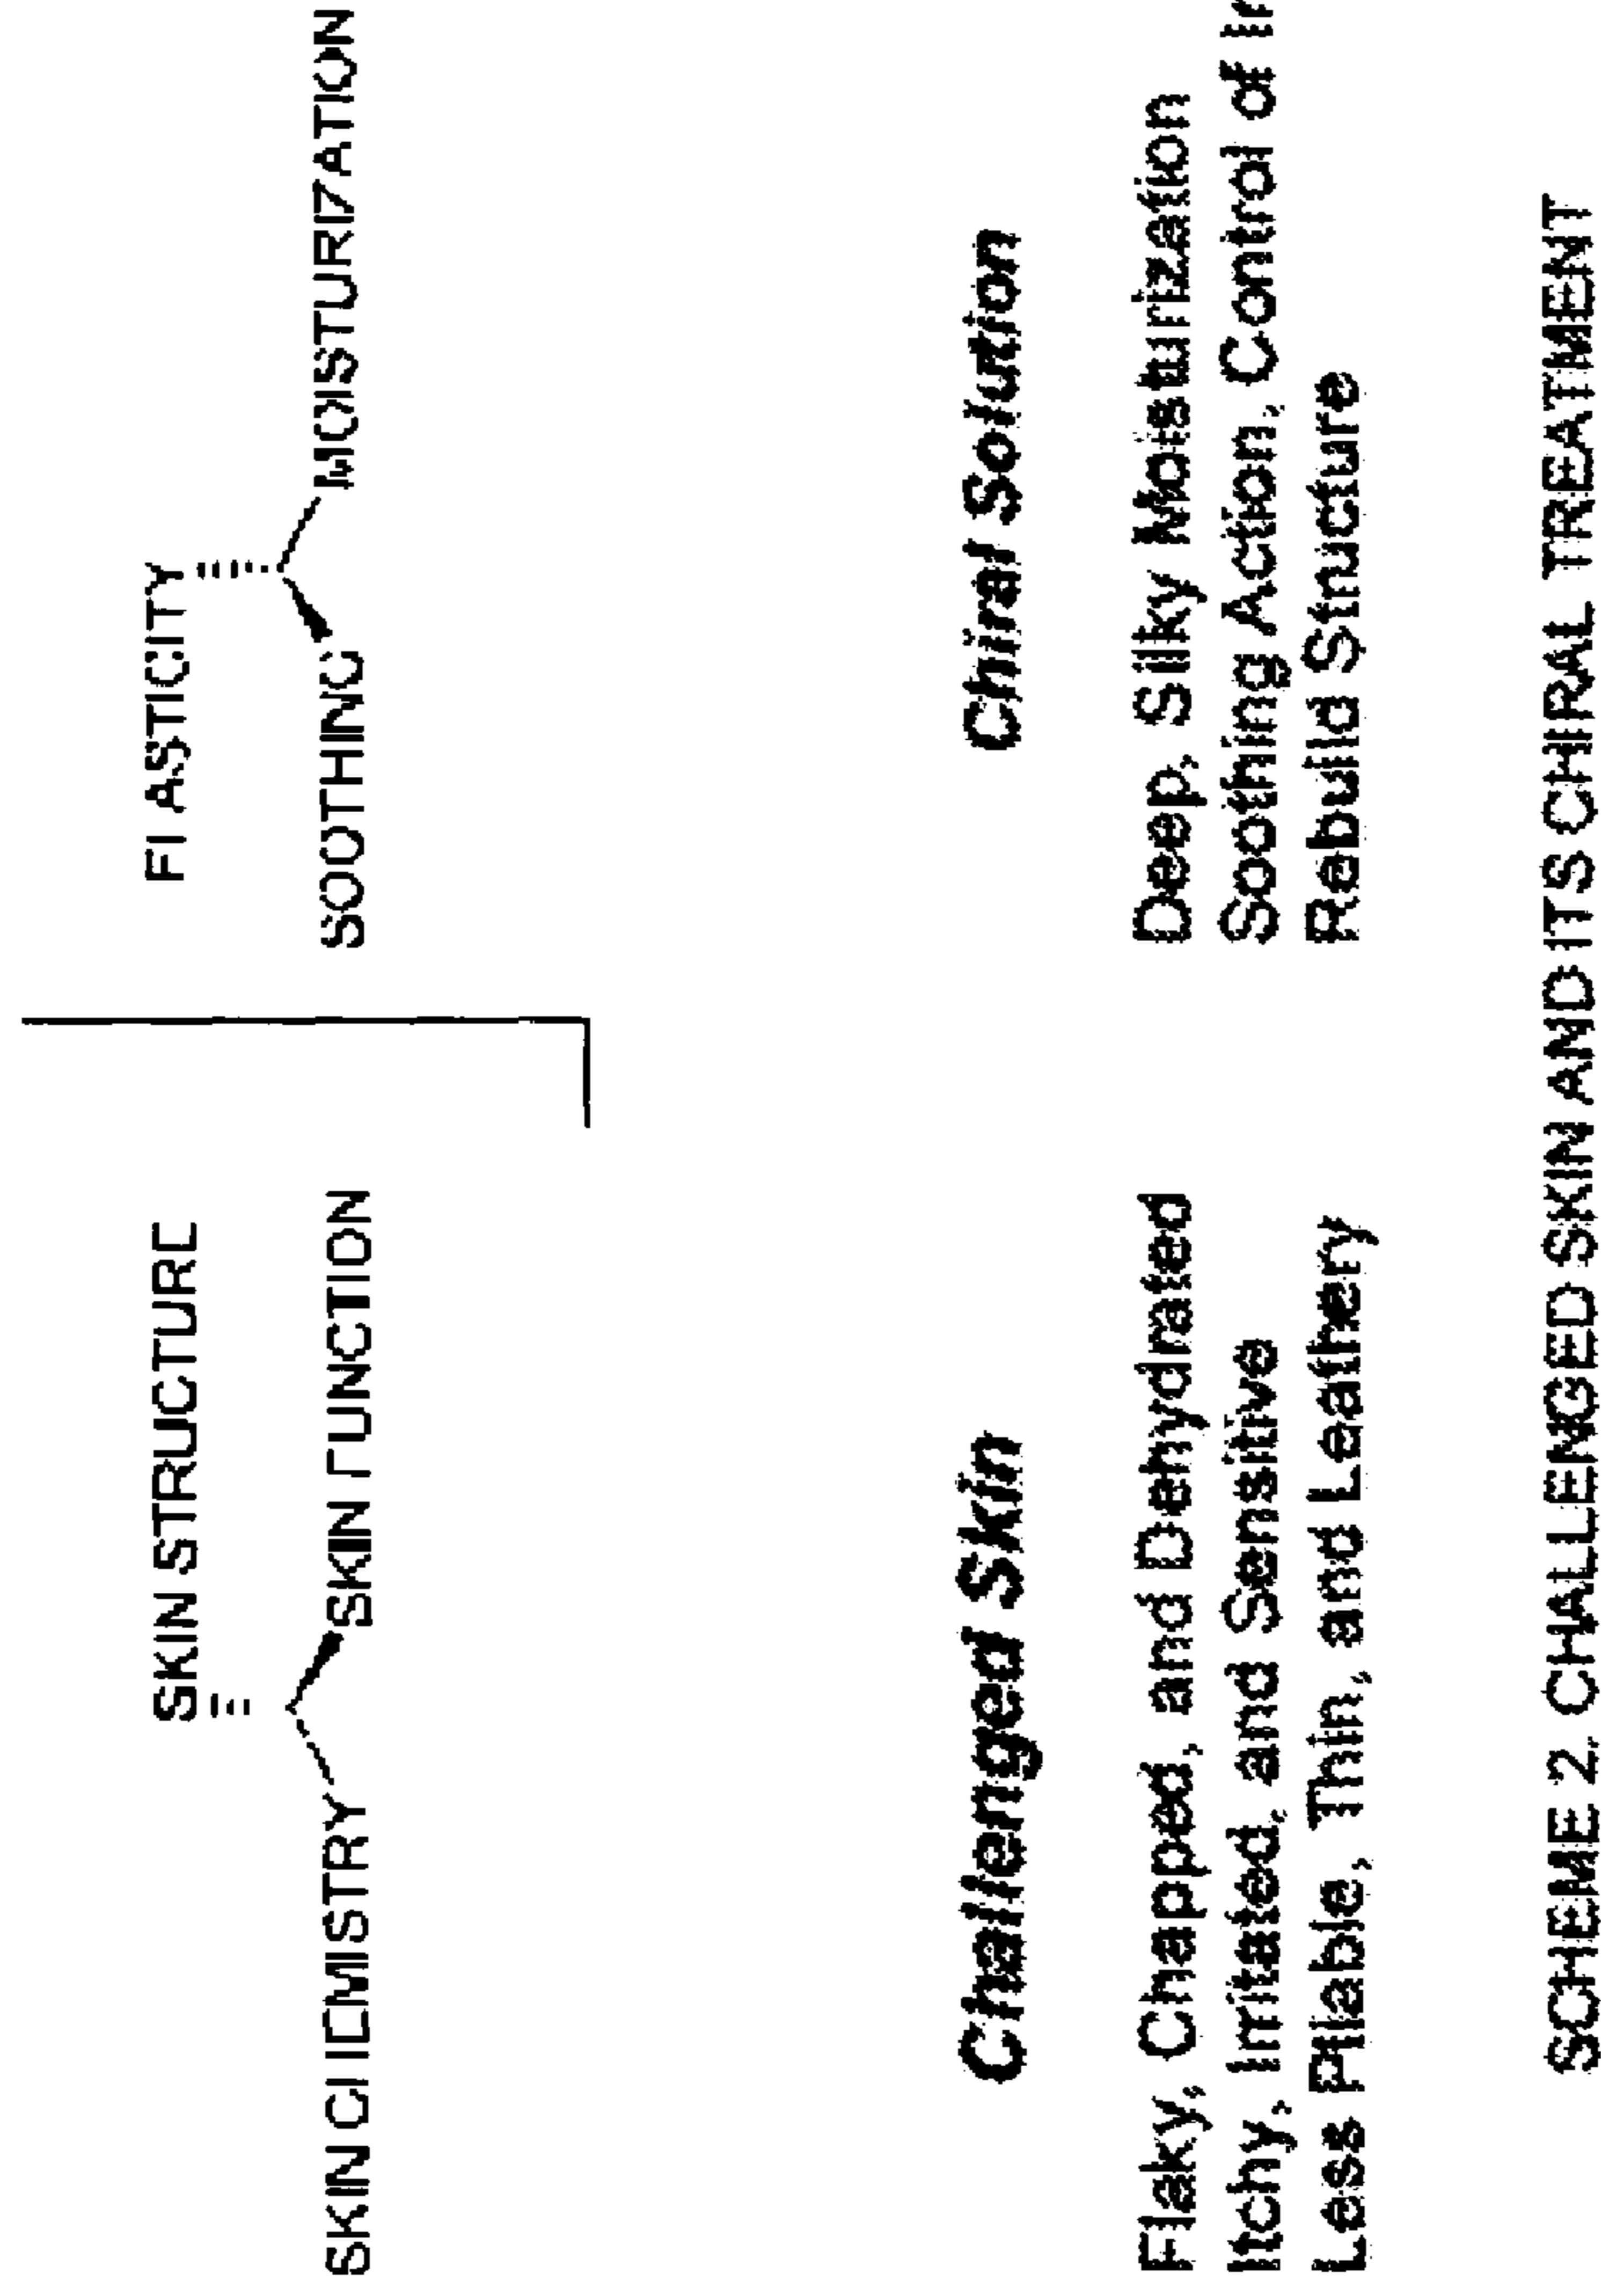 SKIN STRUCTURE
SKIN CHEMISTRY
SKIN FUNCTION
ELASTICITY
SOOTHING
MOISTURIZATION
Challenged Skin
Flaky, Chapped, and Dehydrated
Itchy, Irritated, and Sensitive
Less Pliable, Thin, and Leathery
Chiral Solution
Deep, Silky Moisturization
Soothing Action, Control of
Rebuild Structure
SCHEME 2. CHALLENGED SKIN AND ITS CHIRAL TREATMENT